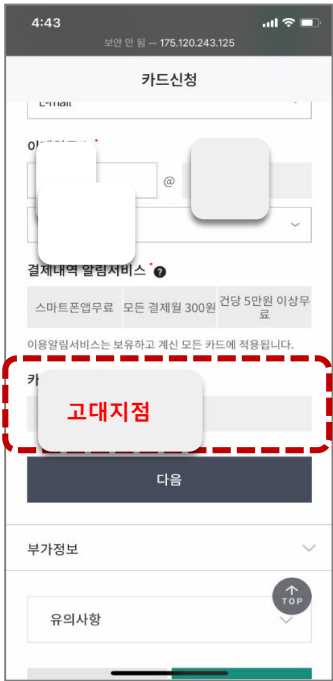 4:43
보안 안 됨 — 175.120.243.125
카드신청
E-mail
@
결제내역 알림서비스 * ?
스마트폰앱무료 모든 결제월 300원 건당 5만원 이상무
료
이용알림서비스는 보유하고 계신 모든 카드에 적용됩니다.
카
고대지점
다음
부가정보
TOP
유의사항